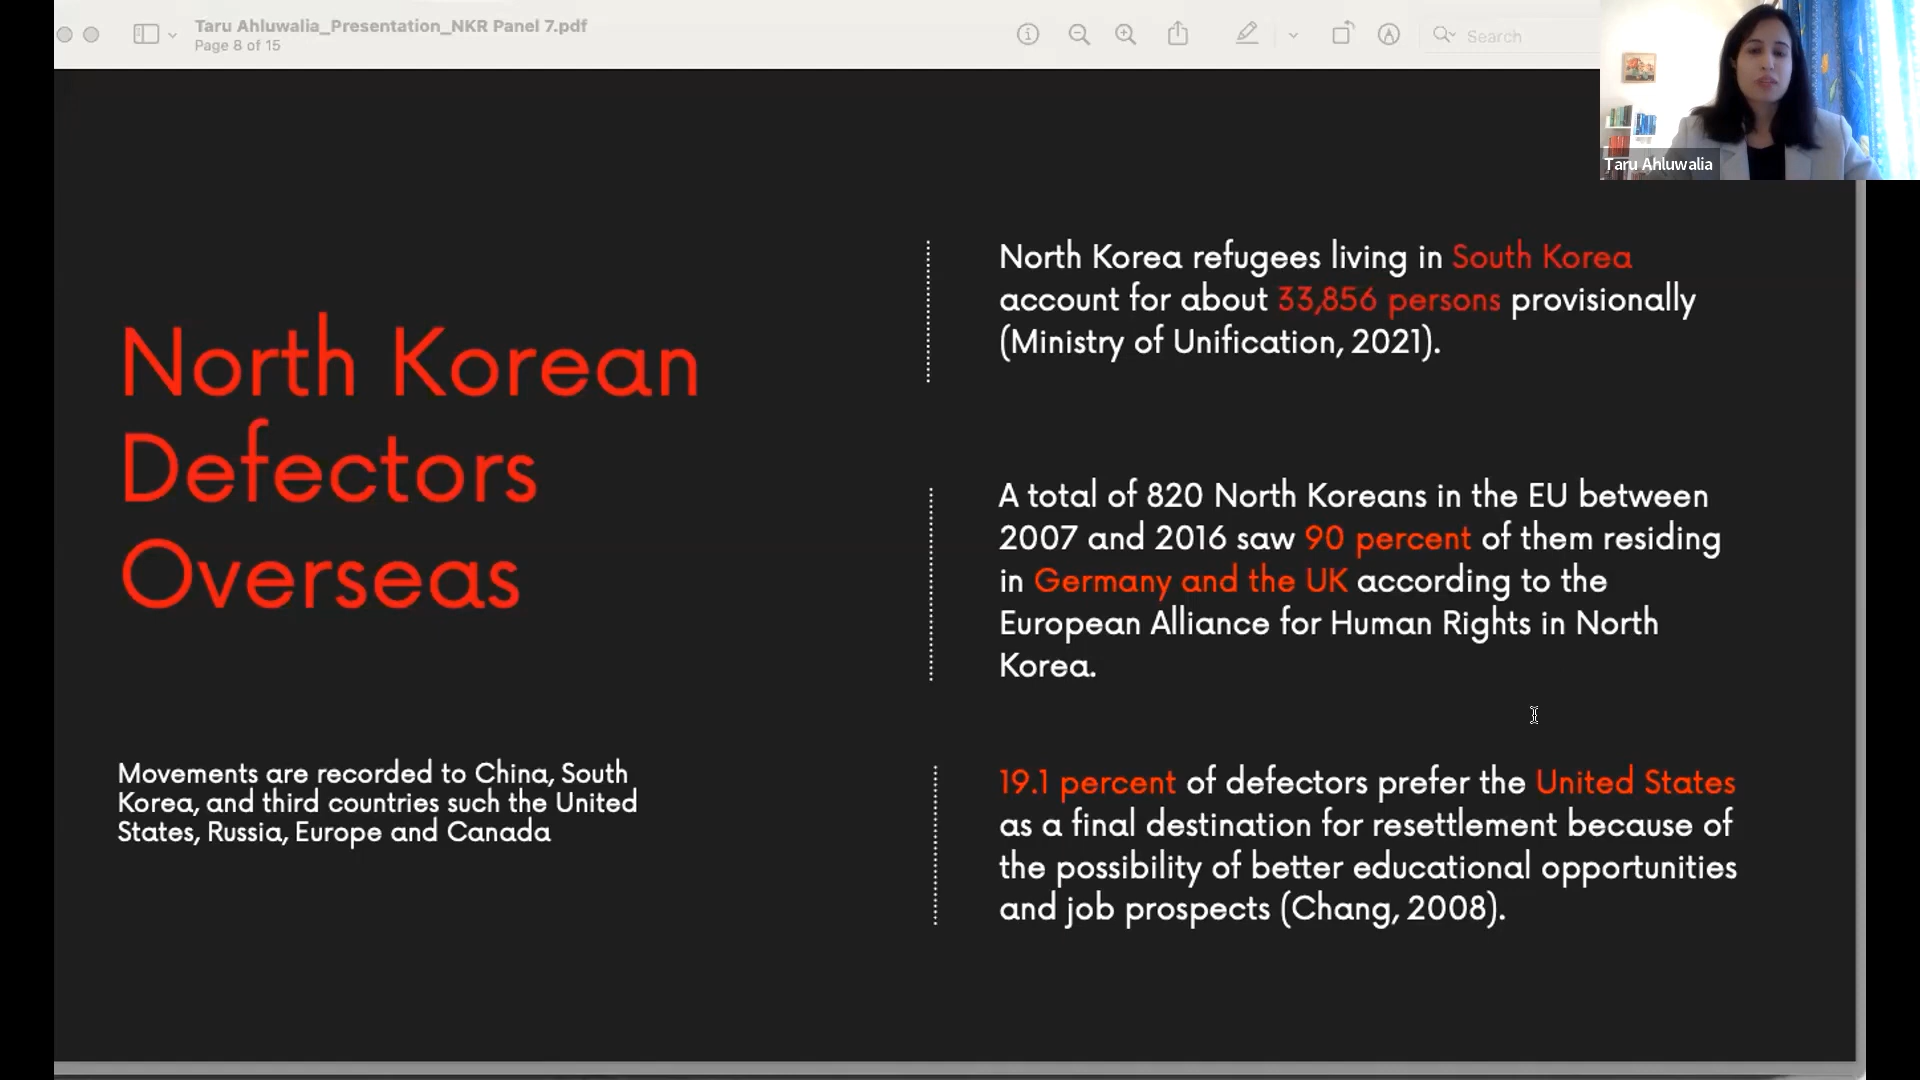 Taru Ahluwalia_Presentation_NKR Panel 7.pdf
Page 8 of 15
Search
Taru Ahluwalia
North Korean
Defectors
Overseas
Movements are recorded to China, South
Korea, and third countries such the United
States, Russia, Europe and Canada
North Korea refugees living in South Korea
account for about 33,856 persons provisionally
(Ministry of Unification, 2021).
A total of 820 North Koreans in the EU between
2007 and 2016 saw 90 percent of them residing
in Germany and the UK according to the
European Alliance for Human Rights in North
Korea.
19.1 percent of defectors prefer the United States
as a final destination for resettlement because of
the possibility of better educational opportunities
and job prospects (Chang, 2008).